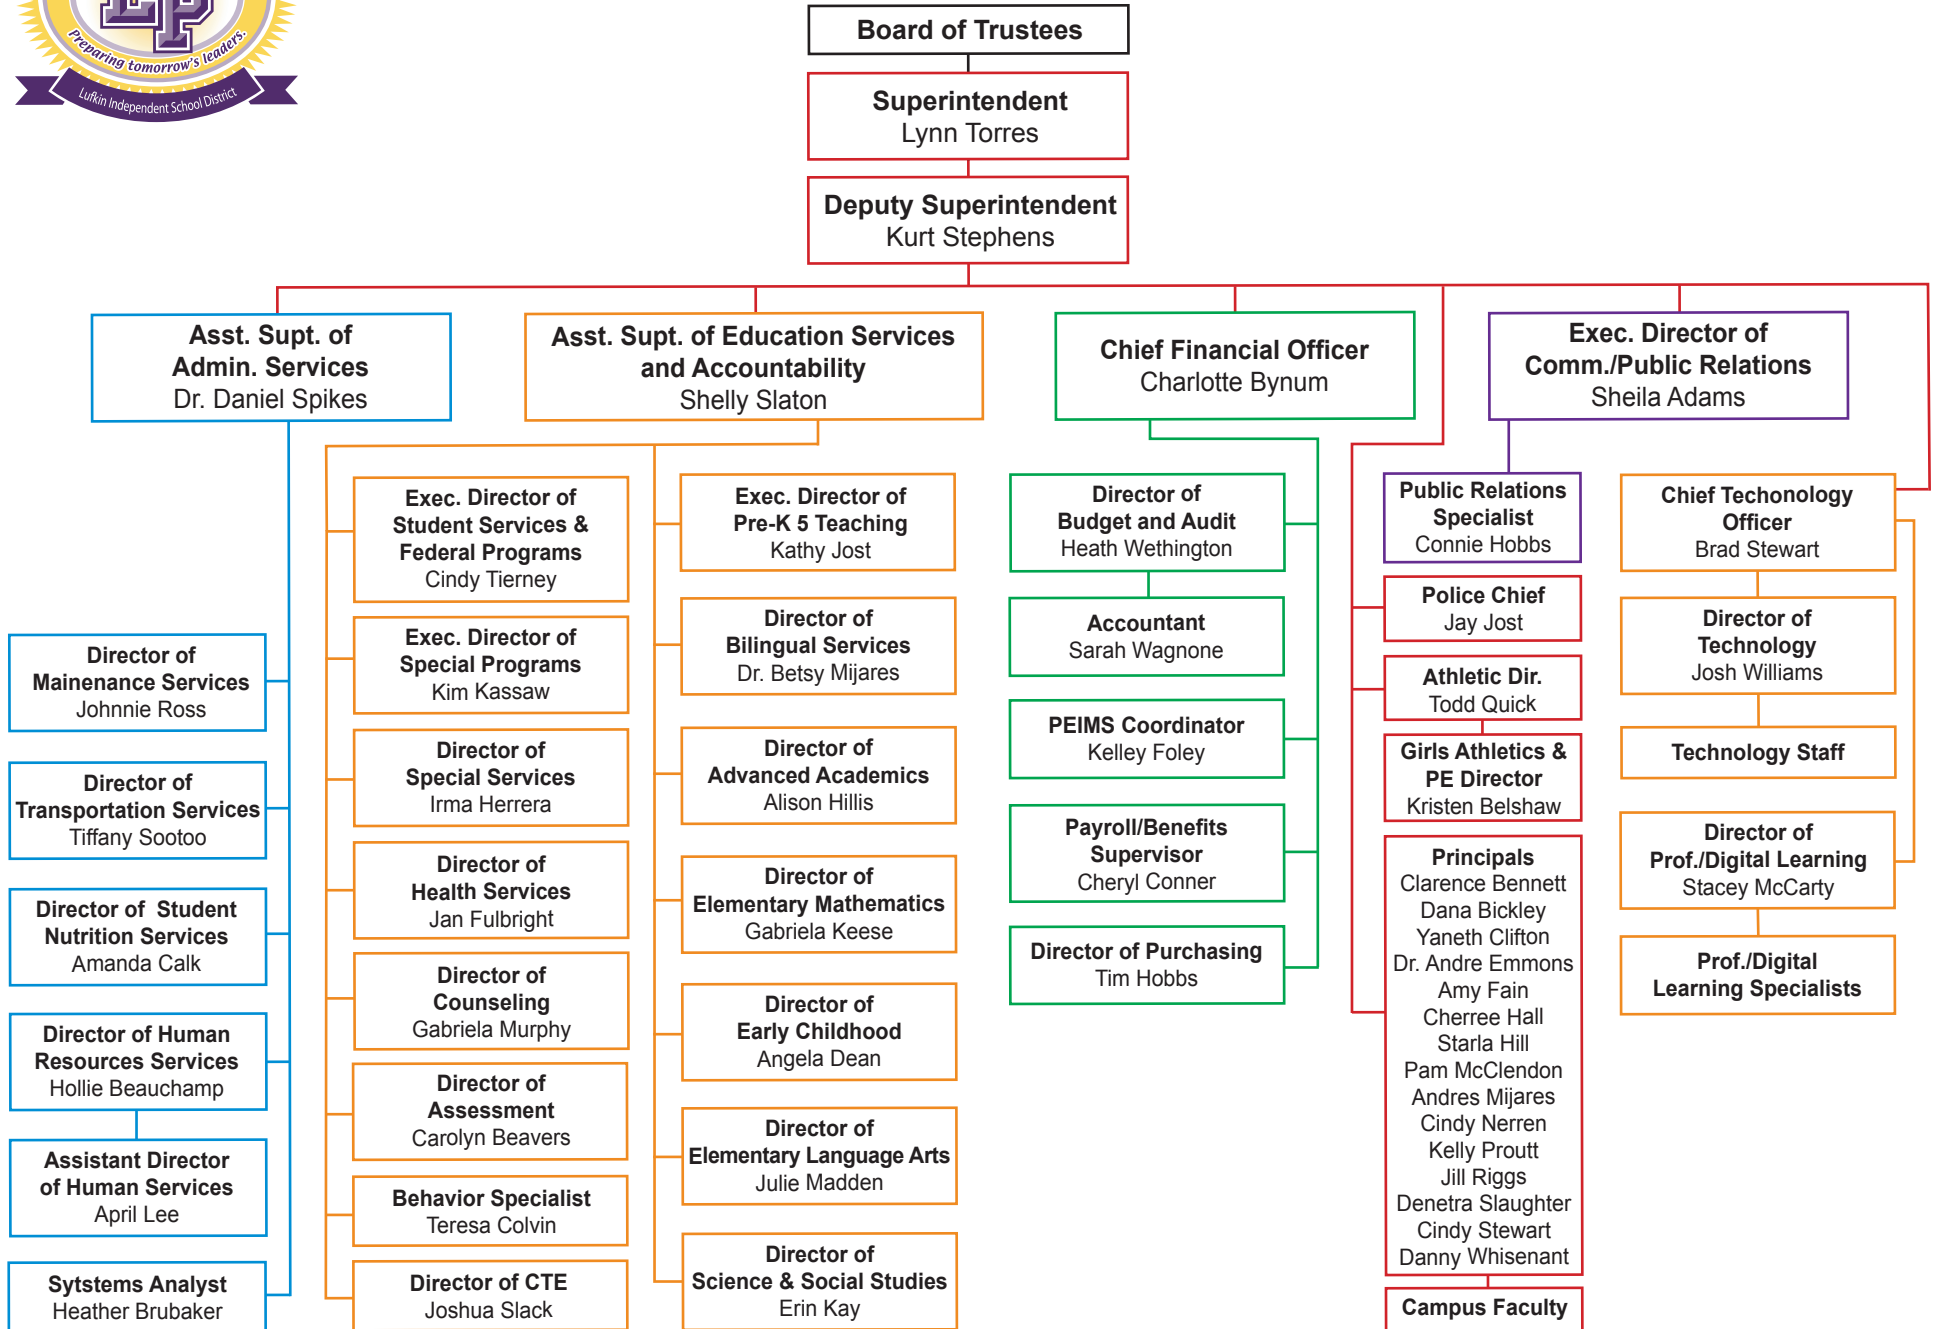 LP
Preparing tomorrow's leaders.
Lufkin Independent School District
Board of Trustees
Superintendent
Lynn Torres
Deputy Superintendent
Kurt Stephens
Asst. Supt. of
Admin. Services
Dr. Daniel Spikes
Asst. Supt. of Education Services
and Accountability
Shelly Slaton
Chief Financial Officer
Charlotte Bynum
Exec. Director of
Comm./Public Relations
Sheila Adams
Director of
Mainenance Services
Johnnie Ross
Director of
Transportation Services
Tiffany Sootoo
Director of  Student
Nutrition Services
Amanda Calk
Director of Human
Resources Services
Hollie Beauchamp
Assistant Director
of Human Services
April Lee
Sytstems Analyst
Heather Brubaker
Exec. Director of
Student Services &
Federal Programs
Cindy Tierney
Exec. Director of
Special Programs
Kim Kassaw
Director of
Special Services
Irma Herrera
Director of
Health Services
Jan Fulbright
Director of
Counseling
Gabriela Murphy
Director of
Assessment
Carolyn Beavers
Behavior Specialist
Teresa Colvin
Director of CTE
Joshua Slack
Exec. Director of
Pre-K 5 Teaching
Kathy Jost
Director of
Bilingual Services
Dr. Betsy Mijares
Director of
Advanced Academics
Alison Hillis
Director of
Elementary Mathematics
Gabriela Keese
Director of
Early Childhood
Angela Dean
Director of
Elementary Language Arts
Julie Madden
Director of
Science & Social Studies
Erin Kay
Director of
Budget and Audit
Heath Wethington
Accountant
Sarah Wagnone
PEIMS Coordinator
Kelley Foley
Payroll/Benefits
Supervisor
Cheryl Conner
Director of Purchasing
Tim Hobbs
Public Relations
Specialist
Connie Hobbs
Police Chief
Jay Jost
Athletic Dir.
Todd Quick
Girls Athletics &
PE Director
Kristen Belshaw
Principals
Clarence Bennett
Dana Bickley
Yaneth Clifton
Dr. Andre Emmons
Amy Fain
Cherree Hall
Starla Hill
Pam McClendon
Andres Mijares
Cindy Nerren
Kelly Proutt
Jill Riggs
Denetra Slaughter
Cindy Stewart
Danny Whisenant
Campus Faculty
Chief Techonology
Officer
Brad Stewart
Director of
Technology
Josh Williams
Technology Staff
Director of
Prof./Digital Learning
Stacey McCarty
Prof./Digital
Learning Specialists